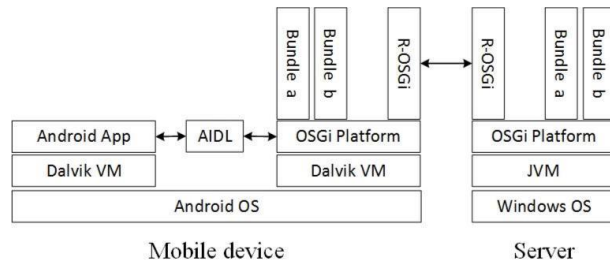 Bundle a
Bundle b
R-OSGi
R-OSGi
Bundle a
Bundle b
Android App
AIDL
OSGi Platform
OSGi Platform
Dalvik VM
Dalvik VM
JVM
Android OS
Windows OS
Mobile device
Server